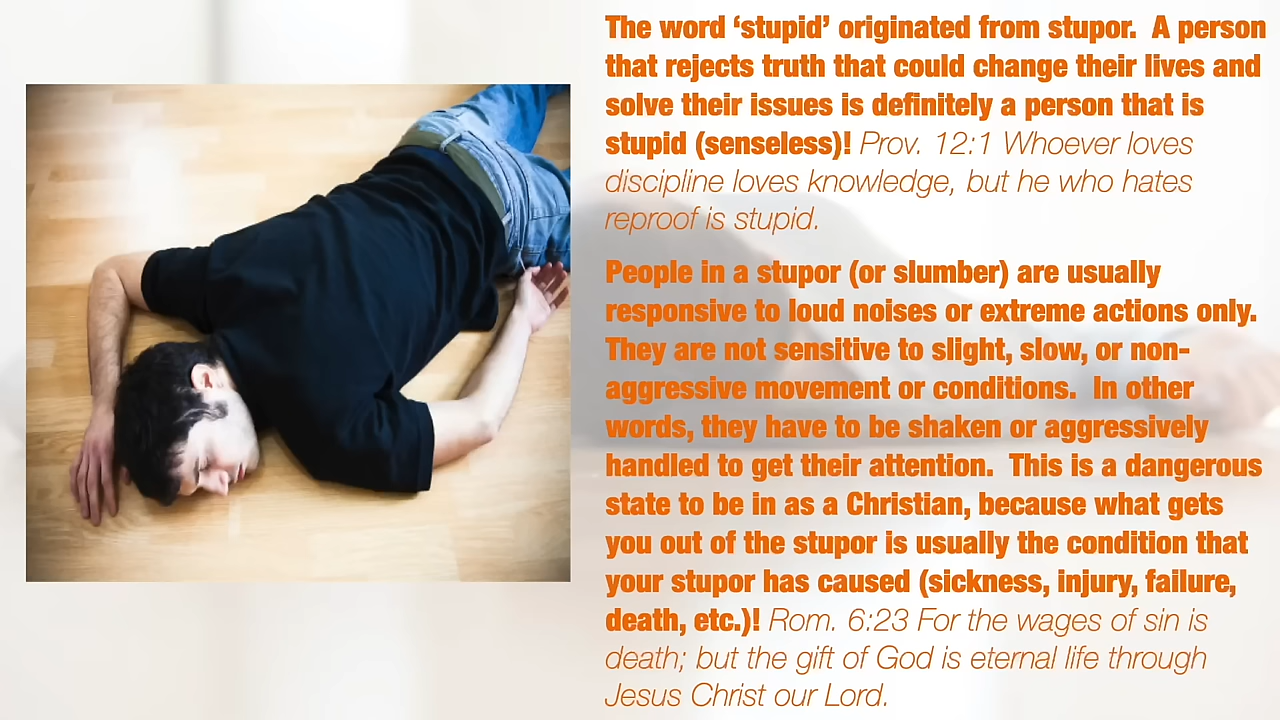 The word ‘stupid’ originated from stupor.  A person
that rejects truth that could change their lives and
solve their issues is definitely a person that is
stupid (senseless)! Prov. 12:1 Whoever loves
discipline loves knowledge, but he who hates
reproof is stupid.
People in a stupor (or slumber) are usually
responsive to loud noises or extreme actions only.
They are not sensitive to slight, slow, or non-
aggressive movement or conditions.  In other
words, they have to be shaken or aggressively
handled to get their attention.  This is a dangerous
state to be in as a Christian, because what gets
you out of the stupor is usually the condition that
your stupor has caused (sickness, injury, failure,
death, etc.)! Rom. 6:23 For the wages of sin is
death; but the gift of God is eternal life through
Jesus Christ our Lord.